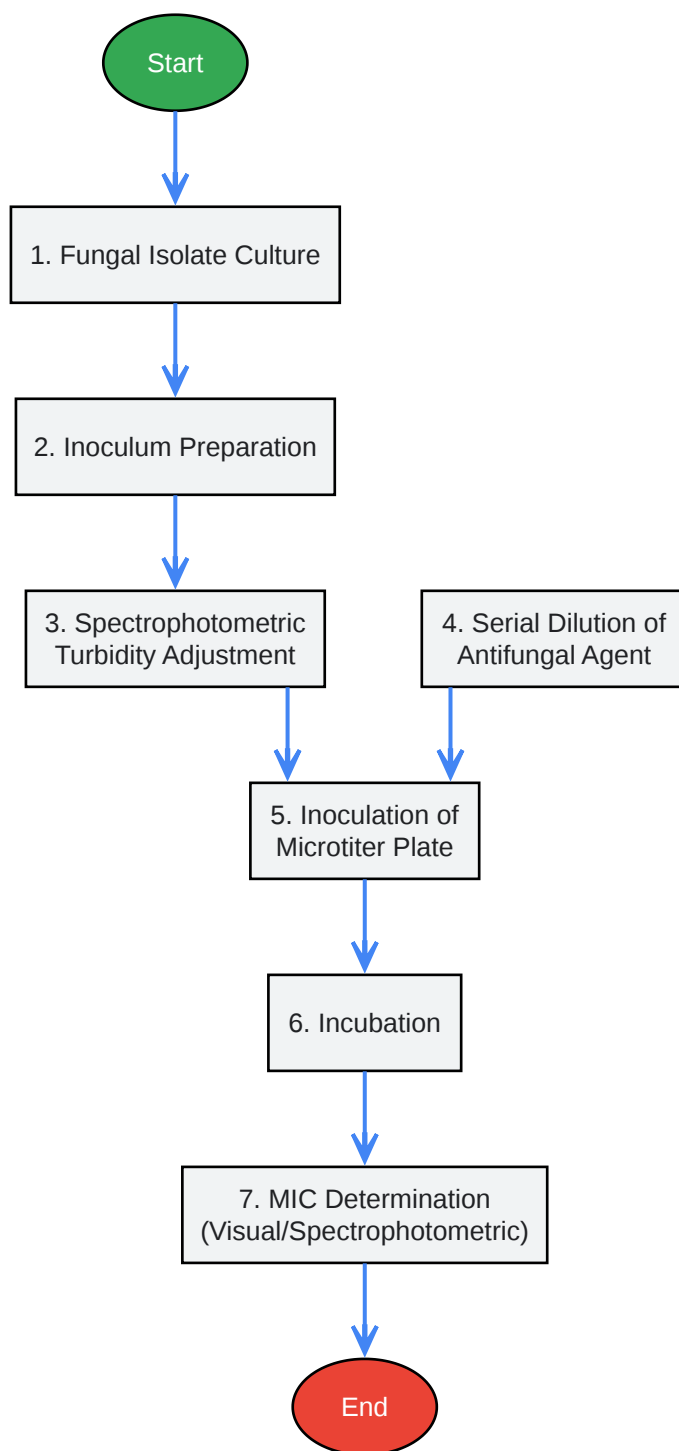 Start
1. Fungal Isolate Culture
2. Inoculum Preparation
3. Spectrophotometric
Turbidity Adjustment
4. Serial Dilution of
Antifungal Agent
5. Inoculation of
Microtiter Plate
6. Incubation
7. MIC Determination
(Visual/Spectrophotometric)
End